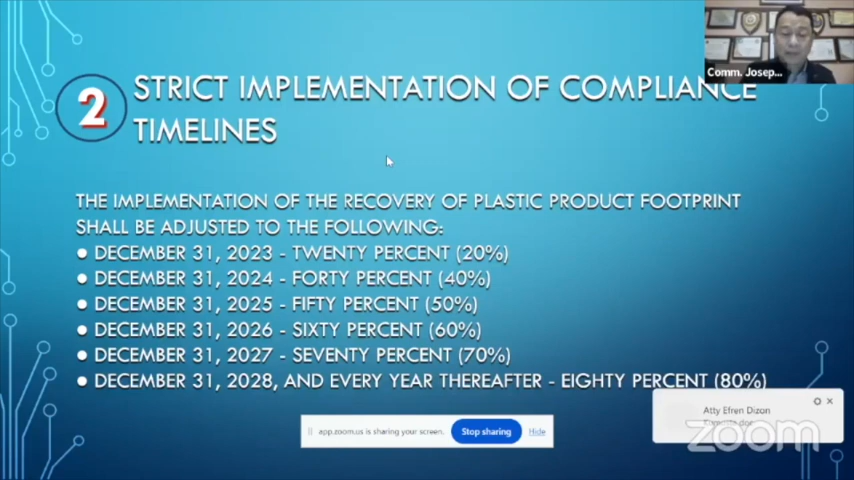 Comm. Josep...
2
STRICT IMPLEMENTATION OF COMPLIANCE
TIMELINES
THE IMPLEMENTATION OF THE RECOVERY OF PLASTIC PRODUCT FOOTPRINT
SHALL BE ADJUSTED TO THE FOLLOWING:
● DECEMBER 31, 2023 - TWENTY PERCENT (20%)
● DECEMBER 31, 2024 - FORTY PERCENT (40%)
● DECEMBER 31, 2025 - FIFTY PERCENT (50%)
● DECEMBER 31, 2026 - SIXTY PERCENT (60%)
● DECEMBER 31, 2027 - SEVENTY PERCENT (70%)
● DECEMBER 31, 2028, AND EVERY YEAR THEREAFTER - EIGHTY PERCENT (80%)
Atty Efren Dizon
zoom
app.zoom.us is sharing your screen.
Stop sharing
Hide